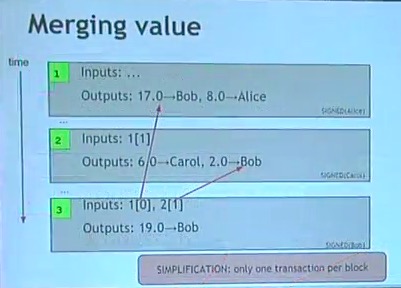 Merging value
time
1 Inputs: ...
Outputs: 17.0→Bob, 8.0→Alice
SIGNED(Alice)
...
2 Inputs: 1[1]
Outputs: 6.0→Carol, 2.0→Bob
SIGNED(Carol)
...
3 Inputs: 1[0], 2[1]
Outputs: 19.0→Bob
SIGNED(Bob)
SIMPLIFICATION: only one transaction per block